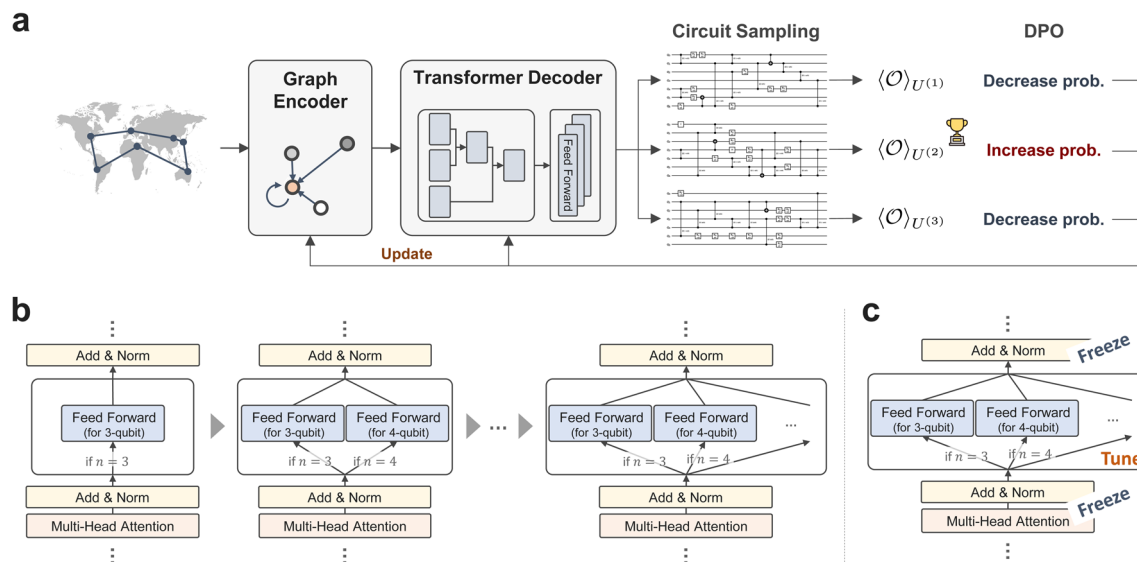 a
Circuit Sampling
DPO
Graph
Encoder
Transformer Decoder
Feed Forward
⟨𝒪⟩U(1)
Decrease prob.
⟨𝒪⟩U(2)
Increase prob.
⟨𝒪⟩U(3)
Decrease prob.
Update
b
c
⋮
⋮
⋮
⋮
Add & Norm
Add & Norm
Add & Norm
Add & Norm
Freeze
Feed Forward
(for 3-qubit)
if n = 3
Feed Forward
(for 3-qubit)
Feed Forward
(for 4-qubit)
if n = 3
if n = 4
...
Feed Forward
(for 3-qubit)
Feed Forward
(for 4-qubit)
...
if n = 3
if n = 4
Feed Forward
(for 3-qubit)
Feed Forward
(for 4-qubit)
...
if n = 3
if n = 4
Tune
Add & Norm
Add & Norm
Add & Norm
Add & Norm
Freeze
Multi-Head Attention
Multi-Head Attention
Multi-Head Attention
Multi-Head Attention
⋮
⋮
⋮
⋮